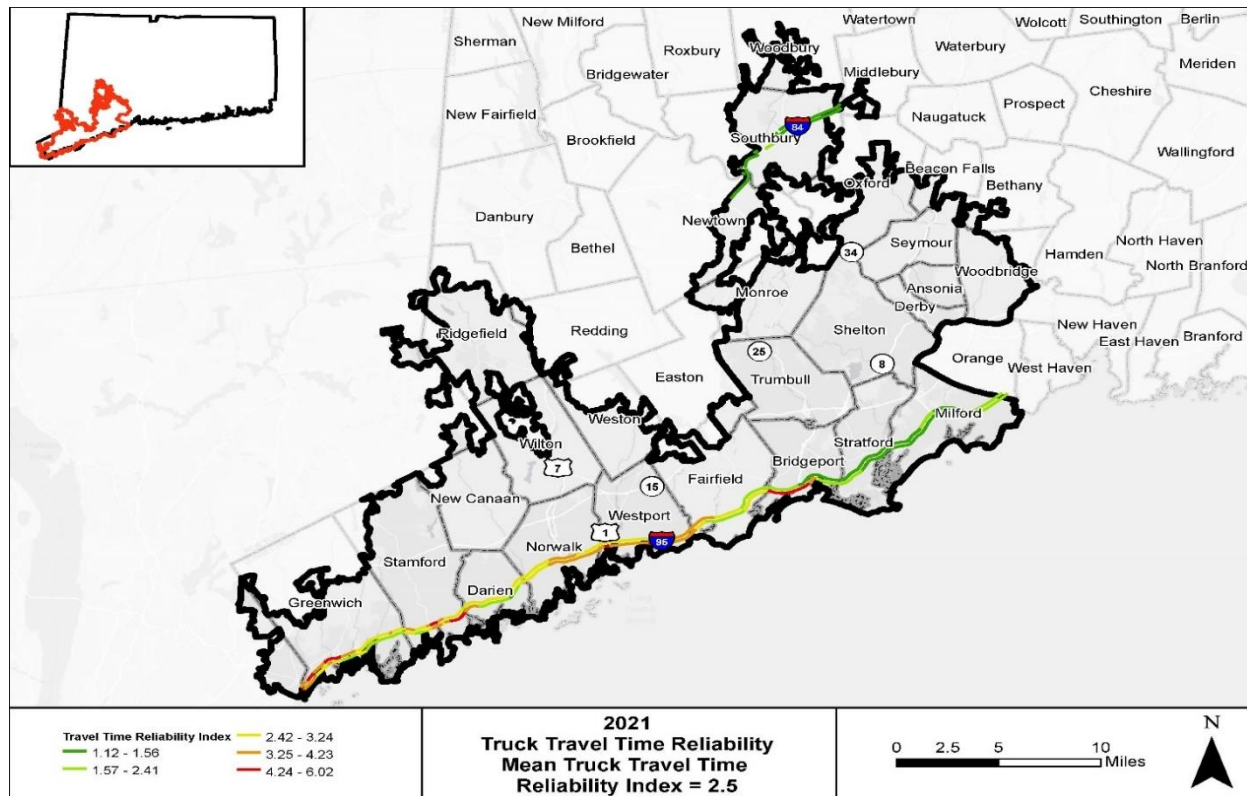 New Milford
Watertown
Wolcott
Southington
Berlin
Sherman
Roxbury
Woodbury
Waterbury
Bridgewater
Middlebury
Meriden
Cheshire
New Fairfield
Prospect
Naugatuck
Brookfield
84
Southbury
Wallingford
Beacon Falls
Oxford
Bethany
Danbury
Newtown
Bethel
Seymour
Hamden
North Haven
34
North Branford
Woodbridge
Monroe
Ansonia
Derby
Ridgefield
Redding
Shelton
New Haven
East Haven
Branford
25
Orange
West Haven
8
Easton
Trumbull
Weston
Milford
Wilton
Stratford
7
Bridgeport
Fairfield
15
New Canaan
Westport
1
95
Norwalk
Stamford
Darien
Greenwich
Travel Time Reliability Index
1.12 - 1.56
1.57 - 2.41
2.42 - 3.24
3.25 - 4.23
4.24 - 6.02
2021
Truck Travel Time Reliability
Mean Truck Travel Time
Reliability Index = 2.5
0 2.5 5 10
Miles
N